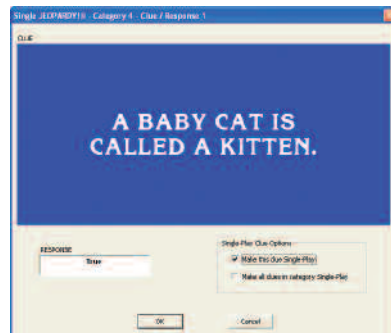 Single JEOPARDY!® - Category 4 - Clue / Response 1
CLUE
A BABY CAT IS
CALLED A KITTEN.
RESPONSE
True
Single-Play Clue Options
Make this clue Single-Play
Make all clues in category Single-Play
OK
Cancel